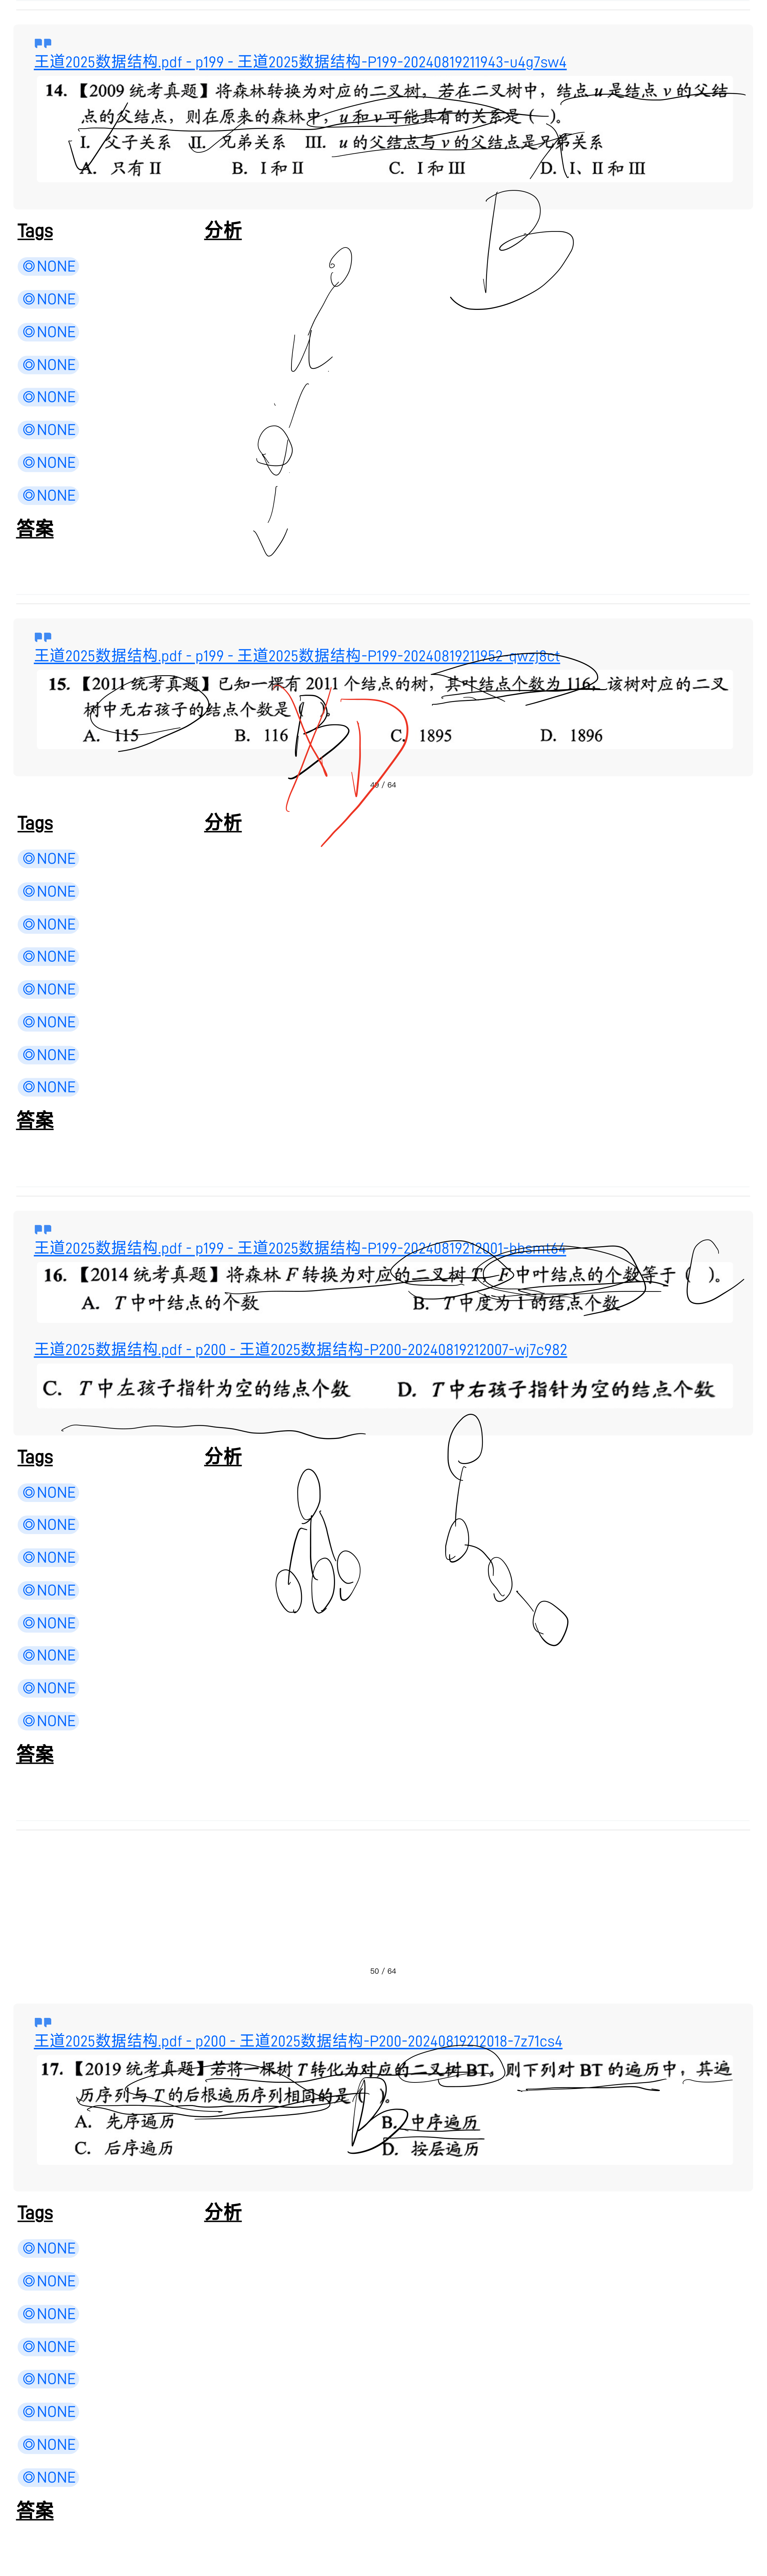 王道2025数据结构.pdf - p199 - 王道2025数据结构-P199-20240819211943-u4g7sw4
14. 【2009 统考真题】将森林转换为对应的二叉树，若在二叉树中，结点 u 是结点 v 的父结
点的父结点，则在原来的森林中，u 和 v 可能具有的关系是（ ）。
I. 父子关系 II. 兄弟关系 III. u 的父结点与 v 的父结点是兄弟关系
A. 只有 II B. I 和 II C. I 和 III D. I、II 和 III
B
Tags 分析
◎NONE
◎NONE
u
◎NONE
◎NONE
◎NONE
◎NONE
◎NONE
◎NONE
答案
v
王道2025数据结构.pdf - p199 - 王道2025数据结构-P199-20240819211952-qwzj8ct
15. 【2011 统考真题】已知一棵有 2011 个结点的树，其叶结点个数为 116，该树对应的二叉
树中无右孩子的结点个数是（ ）。
A. 115 B. 116 C. 1895 D. 1896
B D
49 / 64
Tags 分析
◎NONE
◎NONE
◎NONE
◎NONE
◎NONE
◎NONE
◎NONE
◎NONE
答案
王道2025数据结构.pdf - p199 - 王道2025数据结构-P199-20240819212001-bbsmt64
16. 【2014 统考真题】将森林 F 转换为对应的二叉树 T，F 中叶结点的个数等于（ ）。
C
A. T 中叶结点的个数 B. T 中度为 1 的结点个数
王道2025数据结构.pdf - p200 - 王道2025数据结构-P200-20240819212007-wj7c982
C. T 中左孩子指针为空的结点个数 D. T 中右孩子指针为空的结点个数
Tags 分析
◎NONE
◎NONE
◎NONE
◎NONE
◎NONE
◎NONE
◎NONE
◎NONE
答案
50 / 64
王道2025数据结构.pdf - p200 - 王道2025数据结构-P200-20240819212018-7z71cs4
17. 【2019 统考真题】若将一棵树 T 转化为对应的二叉树 BT，则下列对 BT 的遍历中，其遍
历序列与 T 的后根遍历序列相同的是（ ）。
B
A. 先序遍历 B. 中序遍历
C. 后序遍历 D. 按层遍历
Tags 分析
◎NONE
◎NONE
◎NONE
◎NONE
◎NONE
◎NONE
◎NONE
◎NONE
答案